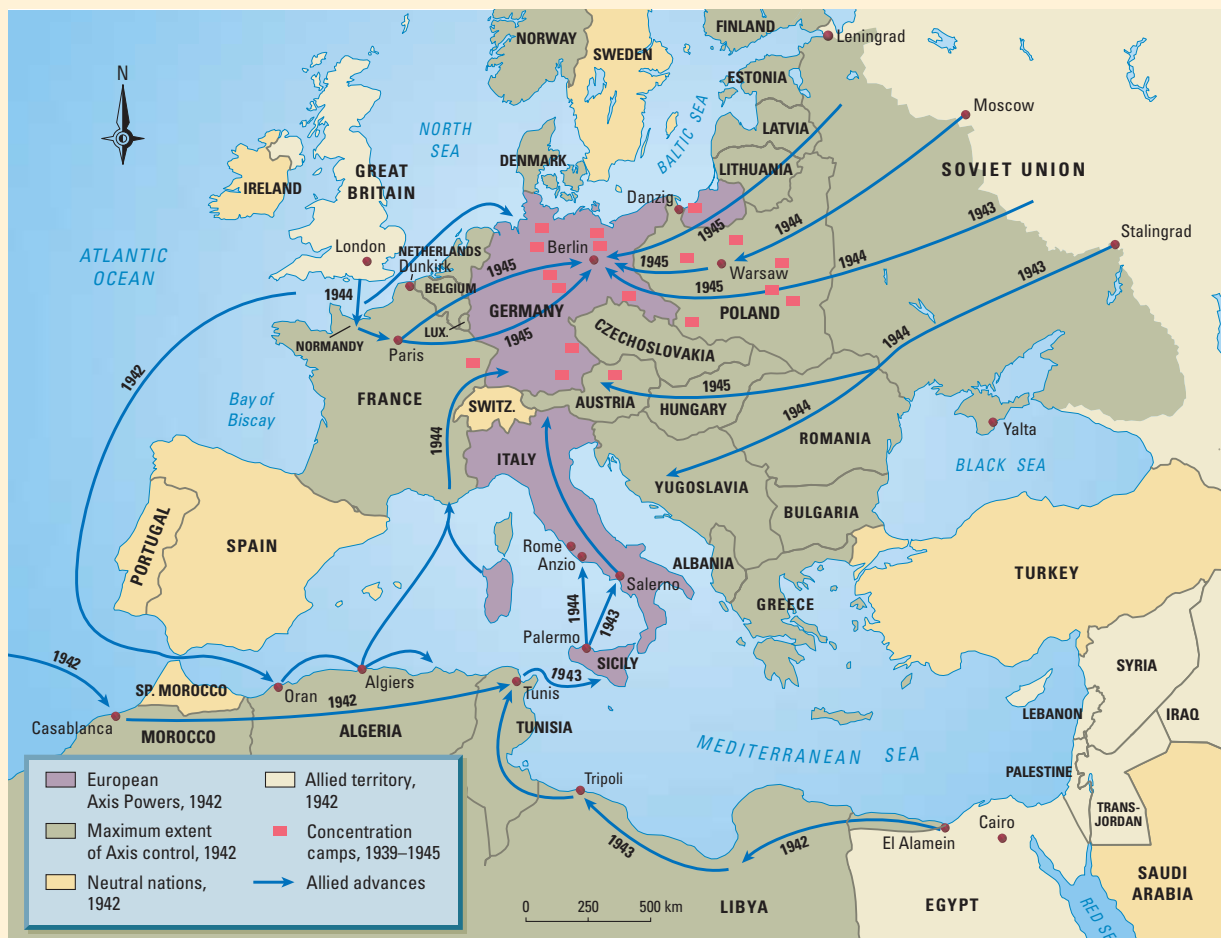 NORWAY
FINLAND
Leningrad
SWEDEN
ESTONIA
N
Moscow
BALTIC SEA
LATVIA
NORTH
SEA
DENMARK
LITHUANIA
SOVIET UNION
GREAT
BRITAIN
IRELAND
Danzig
1943
1945
1944
Stalingrad
London
NETHERLANDS
Berlin
ATLANTIC
OCEAN
Dunkirk
1945
1945
Warsaw
1944
1943
BELGIUM
1944
1945
GERMANY
POLAND
LUX.
NORMANDY
Paris
1945
CZECHOSLOVAKIA
1944
1942
FRANCE
AUSTRIA
1945
Bay of
Biscay
SWITZ.
HUNGARY
1944
ROMANIA
Yalta
1944
ITALY
BLACK SEA
YUGOSLAVIA
PORTUGAL
SPAIN
BULGARIA
Rome
Anzio
ALBANIA
TURKEY
Salerno
GREECE
1944
1943
Palermo
SICILY
1942
SYRIA
Algiers
1943
SP. MOROCCO
Oran
Tunis
1942
Casablanca
MOROCCO
ALGERIA
TUNISIA
LEBANON
IRAQ
MEDITERRANEAN SEA
PALESTINE
Tripoli
TRANS-
JORDAN
Cairo
1943
1942
El Alamein
SAUDI
ARABIA
LIBYA
EGYPT
RED SE
European
Axis Powers, 1942
Maximum extent
of Axis control, 1942
Neutral nations,
1942
Allied territory,
1942
Concentration
camps, 1939–1945
Allied advances
0 250 500 km